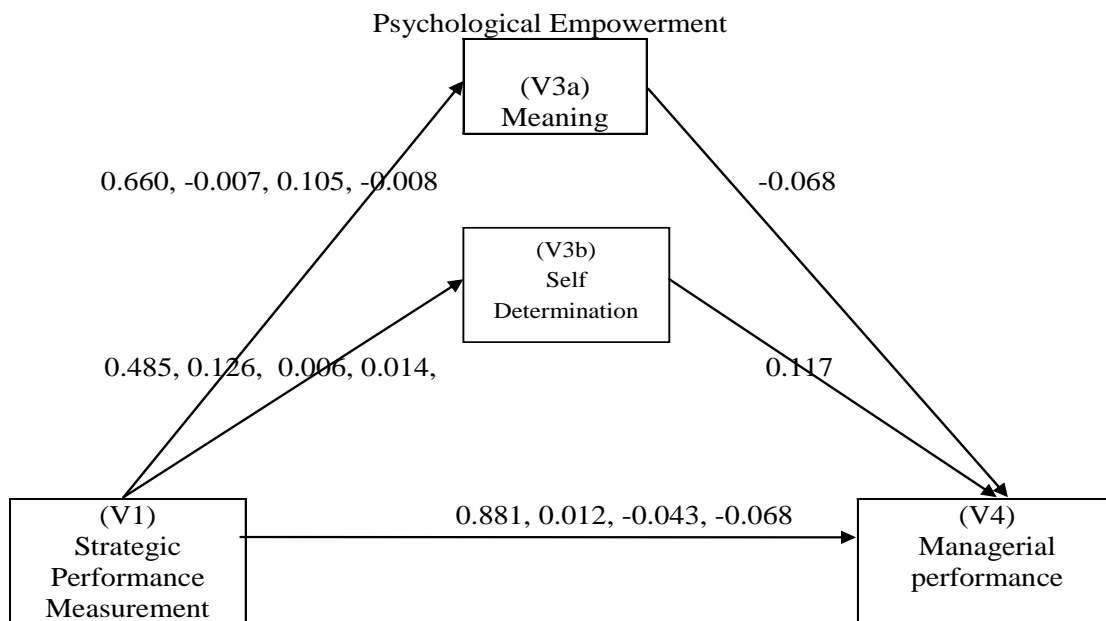 Psychological Empowerment
(V3a)
Meaning
0.660, -0.007, 0.105, -0.008
-0.068
(V3b)
Self
Determination
0.485, 0.126,  0.006, 0.014,
0.117
0.881, 0.012, -0.043, -0.068
(V1)
Strategic
Performance
Measurement
(V4)
Managerial
performance